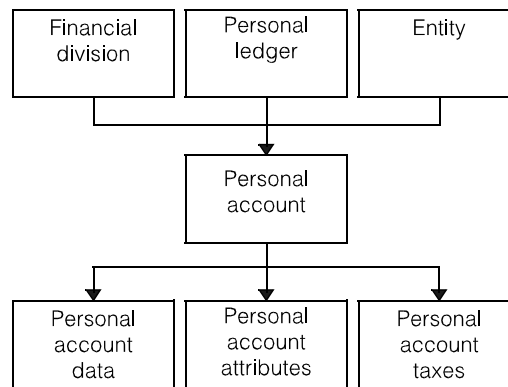 Financial
division
Personal
ledger
Entity
Personal
account
Personal
account
data
Personal
account
attributes
Personal
account
taxes